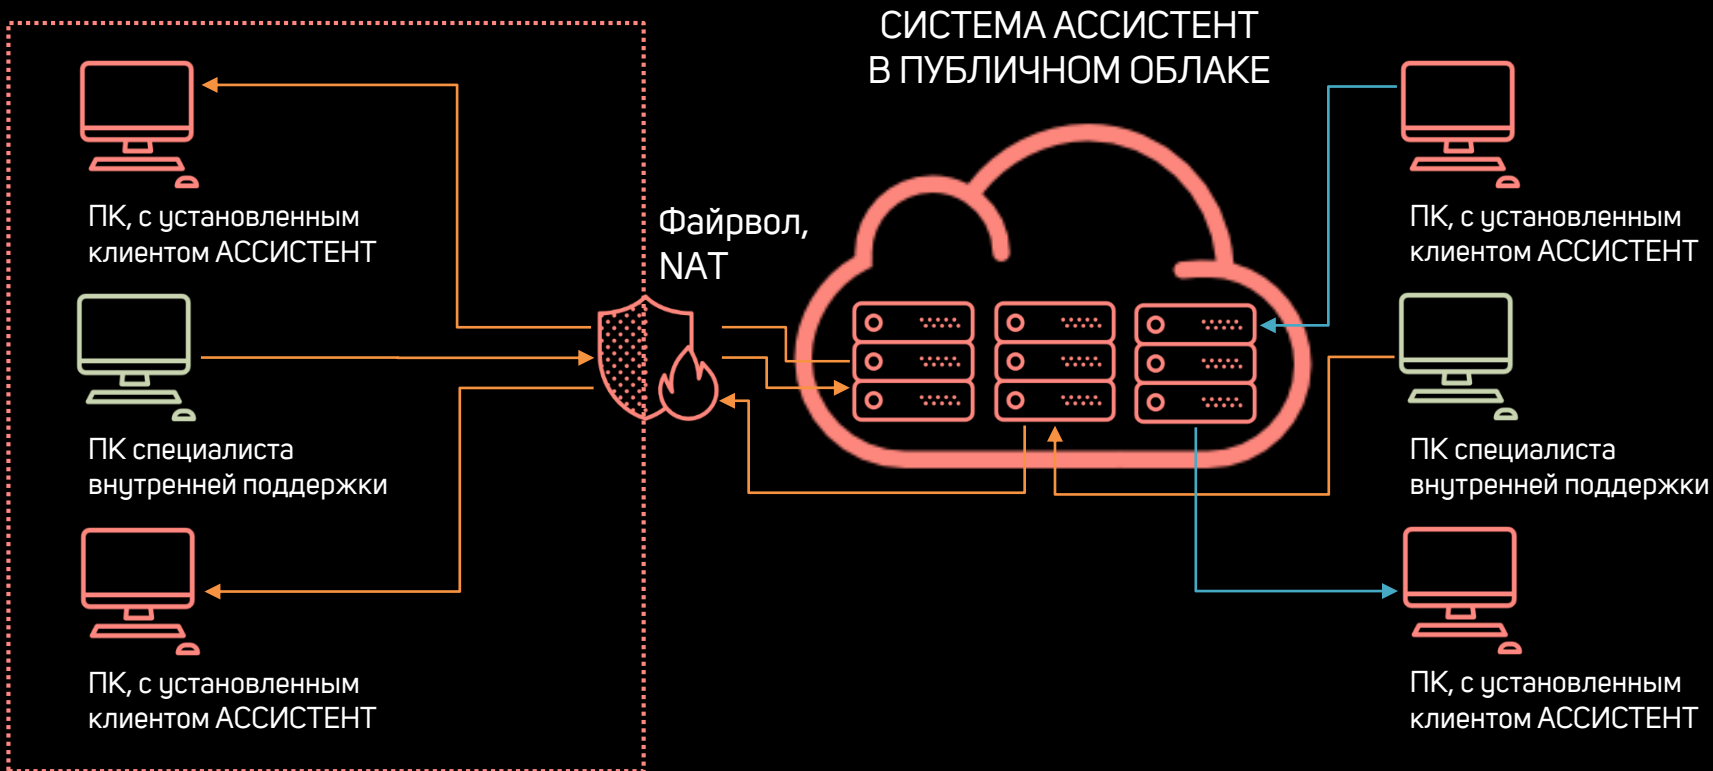 СИСТЕМА АССИСТЕНТ
В ПУБЛИЧНОМ ОБЛАКЕ
ПК, с установленным
клиентом АССИСТЕНТ
ПК специалиста
внутренней поддержки
ПК, с установленным
клиентом АССИСТЕНТ
Файрвол,
NAT
ПК, с установленным
клиентом АССИСТЕНТ
ПК специалиста
внутренней поддержки
ПК, с установленным
клиентом АССИСТЕНТ